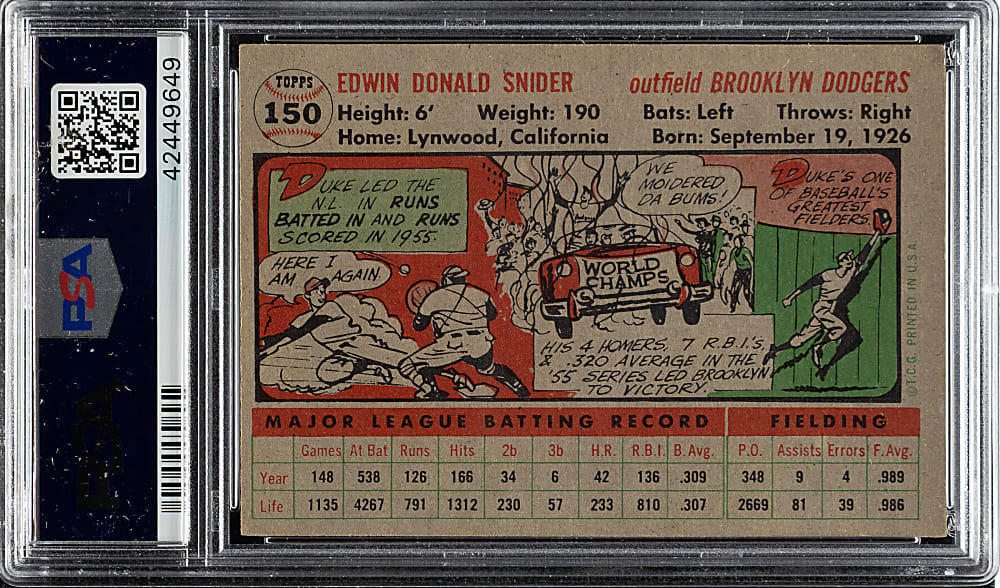 42449649
PSA
TOPPS
150
EDWIN DONALD SNIDER
outfield BROOKLYN DODGERS
Height: 6' Weight: 190 Bats: Left Throws: Right
Home: Lynwood, California Born: September 19, 1926
DUKE LED THE
N.L. IN RUNS
BATTED IN AND RUNS
SCORED IN 1955.
HERE I
AM AGAIN.
WE
MOIDERED
DA BUMS!
WORLD
CHAMPS
HIS 4 HOMERS, 7 R.B.I.'S,
& .320 AVERAGE IN THE
'55 SERIES LED BROOKLYN
TO VICTORY.
DUKE'S ONE
OF BASEBALL'S
GREATEST
FIELDERS.
© T.C.G. PRINTED IN U.S.A.
MAJOR LEAGUE BATTING RECORD FIELDING
Games At Bat Runs Hits 2b 3b H.R. R.B.I. B. Avg. P.O. Assists Errors F. Avg.
Year 148 538 126 166 34 6 42 136 .309 348 9 4 .989
Life 1135 4267 791 1312 230 57 233 810 .307 2669 81 39 .986